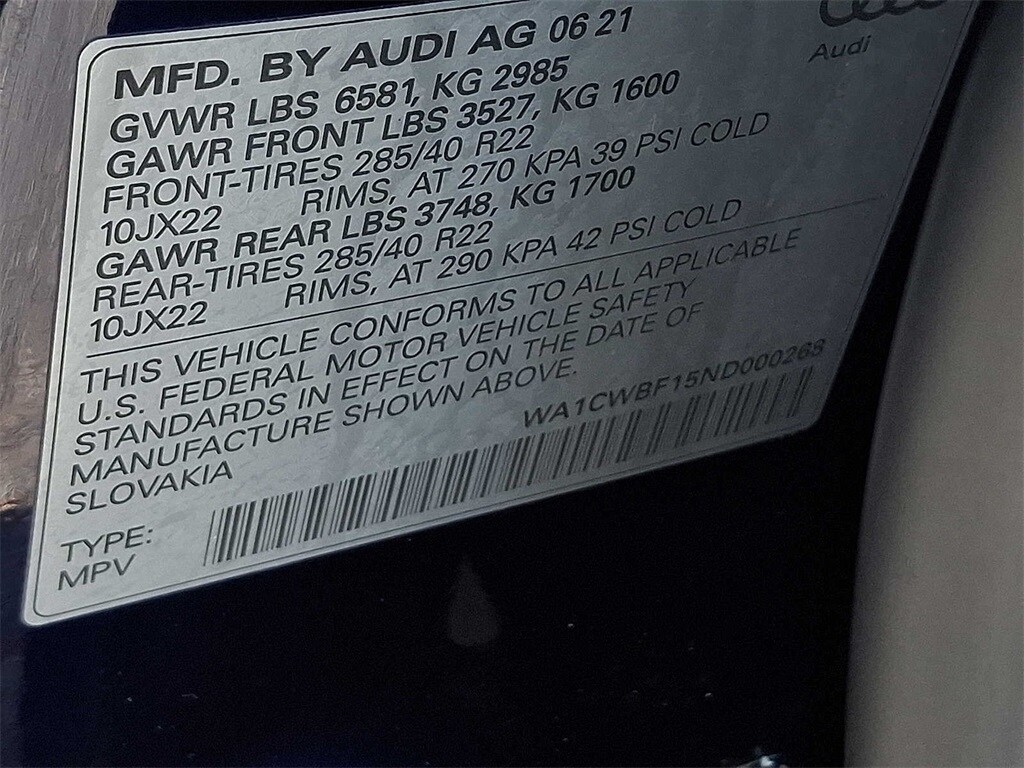 MFD. BY AUDI AG 06 21
Audi
GVWR LBS 6581, KG 2985
GAWR FRONT LBS 3527, KG 1600
FRONT-TIRES 285/40 R22
10JX22 RIMS, AT 270 KPA 39 PSI COLD
GAWR REAR LBS 3748, KG 1700
REAR-TIRES 285/40 R22
10JX22 RIMS, AT 290 KPA 42 PSI COLD
THIS VEHICLE CONFORMS TO ALL APPLICABLE
U.S. FEDERAL MOTOR VEHICLE SAFETY
STANDARDS IN EFFECT ON THE DATE OF
MANUFACTURE SHOWN ABOVE.
SLOVAKIA
WA1CWBF15ND000268
TYPE:
MPV